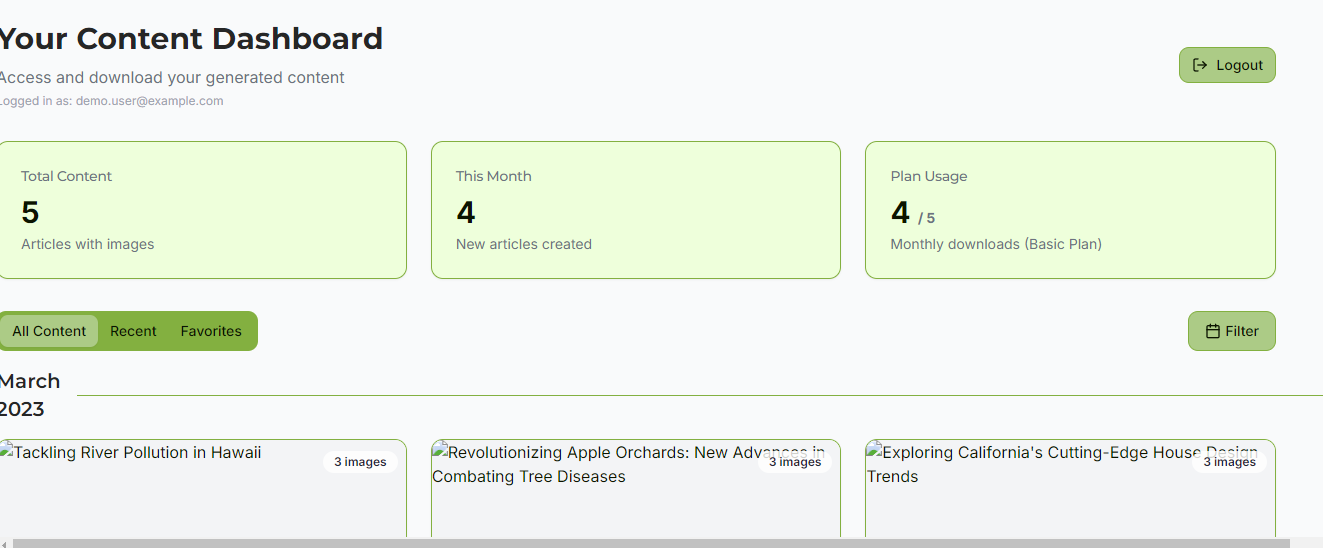 Your Content Dashboard
Access and download your generated content
Logged in as: demo.user@example.com
Logout
Total Content
5
Articles with images
This Month
4
New articles created
Plan Usage
4 / 5
Monthly downloads (Basic Plan)
All Content Recent Favorites
Filter
March
2023
Tackling River Pollution in Hawaii
3 images
Revolutionizing Apple Orchards: New Advances in
Combating Tree Diseases
3 images
Exploring California's Cutting-Edge House Design
Trends
3 images